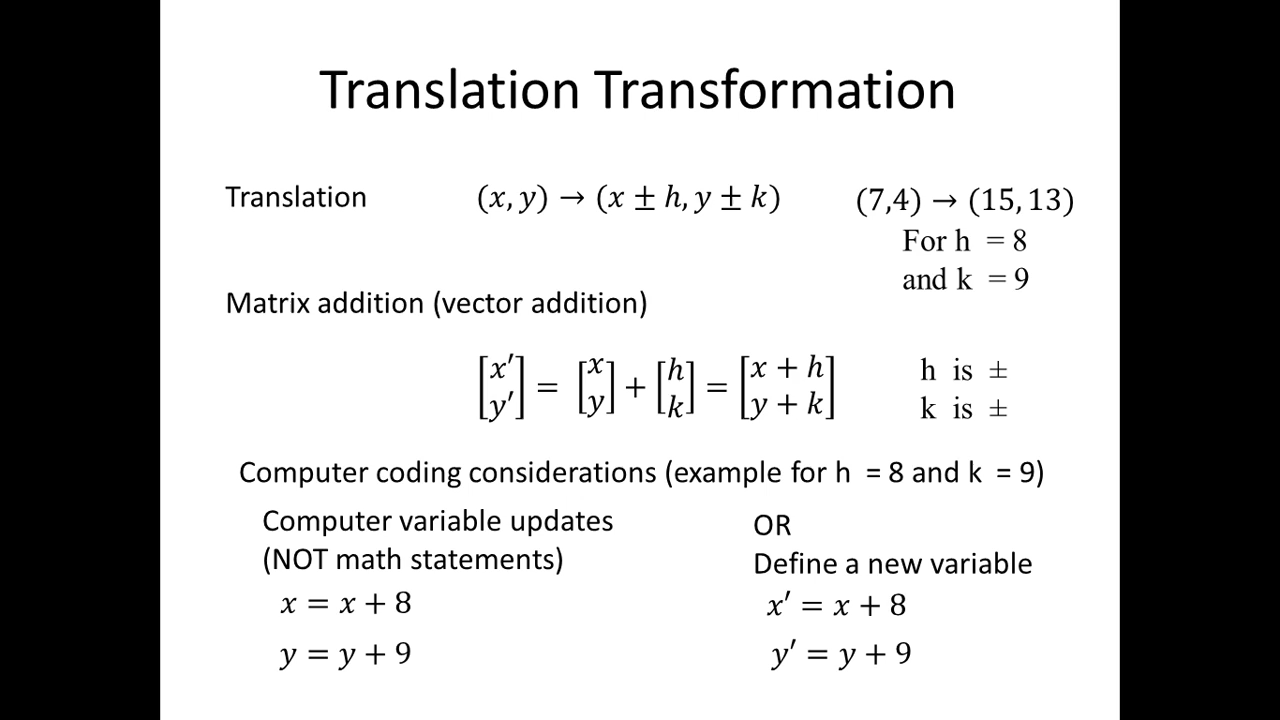 Translation Transformation
Translation (x, y) → (x ± h, y ± k) (7,4) → (15, 13)
For h = 8
and k = 9
Matrix addition (vector addition)
[x′ y′] = [x y] + [h k] = [x + h y + k]
h is ±
k is ±
Computer coding considerations (example for h = 8 and k = 9)
Computer variable updates
(NOT math statements)
x = x + 8
y = y + 9
OR
Define a new variable
x′ = x + 8
y′ = y + 9